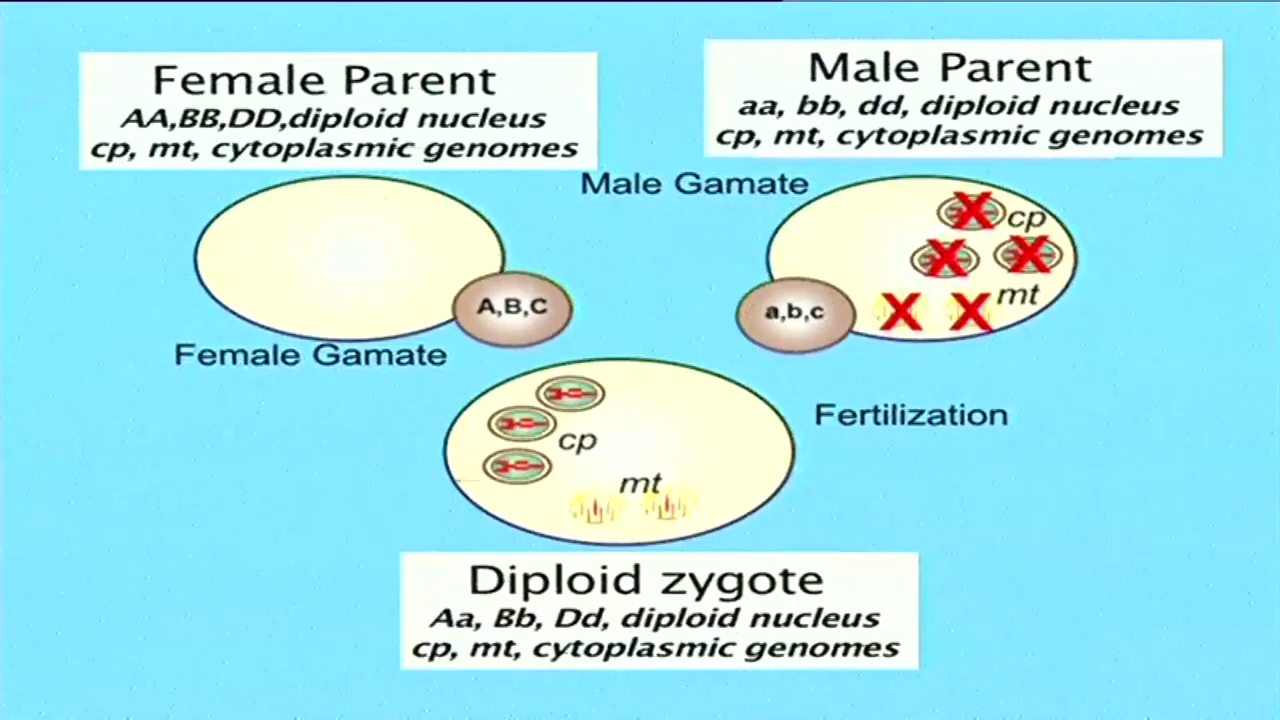 Female Parent
AA,BB,DD,diploid nucleus
cp, mt, cytoplasmic genomes
Male Parent
aa, bb, dd, diploid nucleus
cp, mt, cytoplasmic genomes
Male Gamate
cp
mt
A,B,C
a,b,c
Female Gamate
Fertilization
cp
mt
Diploid zygote
Aa, Bb, Dd, diploid nucleus
cp, mt, cytoplasmic genomes